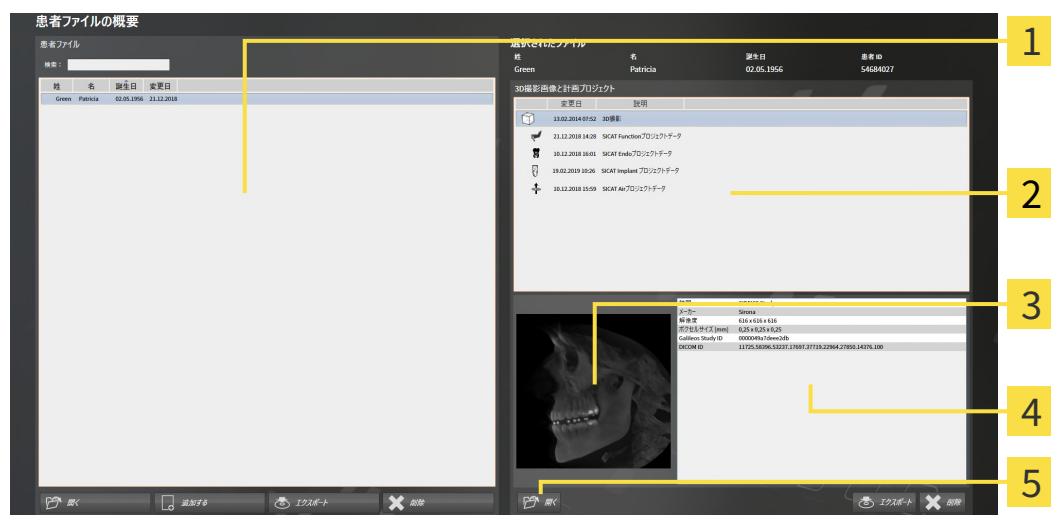 患者ファイルの概要
患者ファイル
検索：
姓 名 誕生日 変更日
Green Patricia 02.05.1956 21.12.2018
開く 追加する エクスポート 削除
選択されたファイル
姓 名 誕生日 患者 ID
Green Patricia 02.05.1956 54684027
3D撮影画像と計画プロジェクト
変更日 説明
13.02.2014 07:52 3D撮影
21.12.2018 14:28 SICAT Functionプロジェクトデータ
10.12.2018 16:01 SICAT Endoプロジェクトデータ
19.02.2019 10:26 SICAT Implant プロジェクトデータ
10.12.2018 15:59 SICAT Airプロジェクトデータ
メーカー Sirona
解像度 616 x 616 x 616
ボクセルサイズ [mm] 0,25 x 0,25 x 0,25
Galileos Study ID 0000049a7deee2db
DICOM ID 11725.58396.53237.17697.37719.22964.27850.14376.100
開く エクスポート 削除
1
2
3
4
5